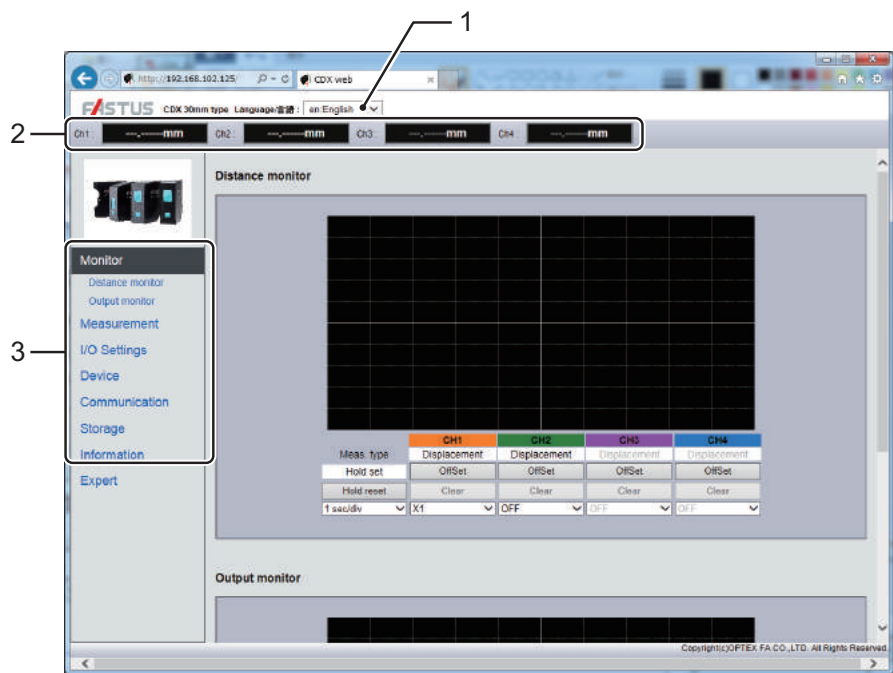 1
http://192.168.102.125/ CDX web
FASTUS CDX 30mm type Language/言語 : en:English
2
Ch1 : ---.------mm Ch2 : ---.------mm Ch3 : ---.------mm Ch4 : ---.------mm
Distance monitor
3
Monitor
Distance monitor
Output monitor
Measurement
I/O Settings
Device
Communication
Storage
Information
Expert
CH1 CH2 CH3 CH4
Meas. type Displacement Displacement Displacement Displacement
Hold set OffSet OffSet OffSet OffSet
Hold reset Clear Clear Clear Clear
1 sec/div X1 OFF OFF OFF
Output monitor
Copyright(c)OPTEX FA CO.,LTD. All Rights Reserved.